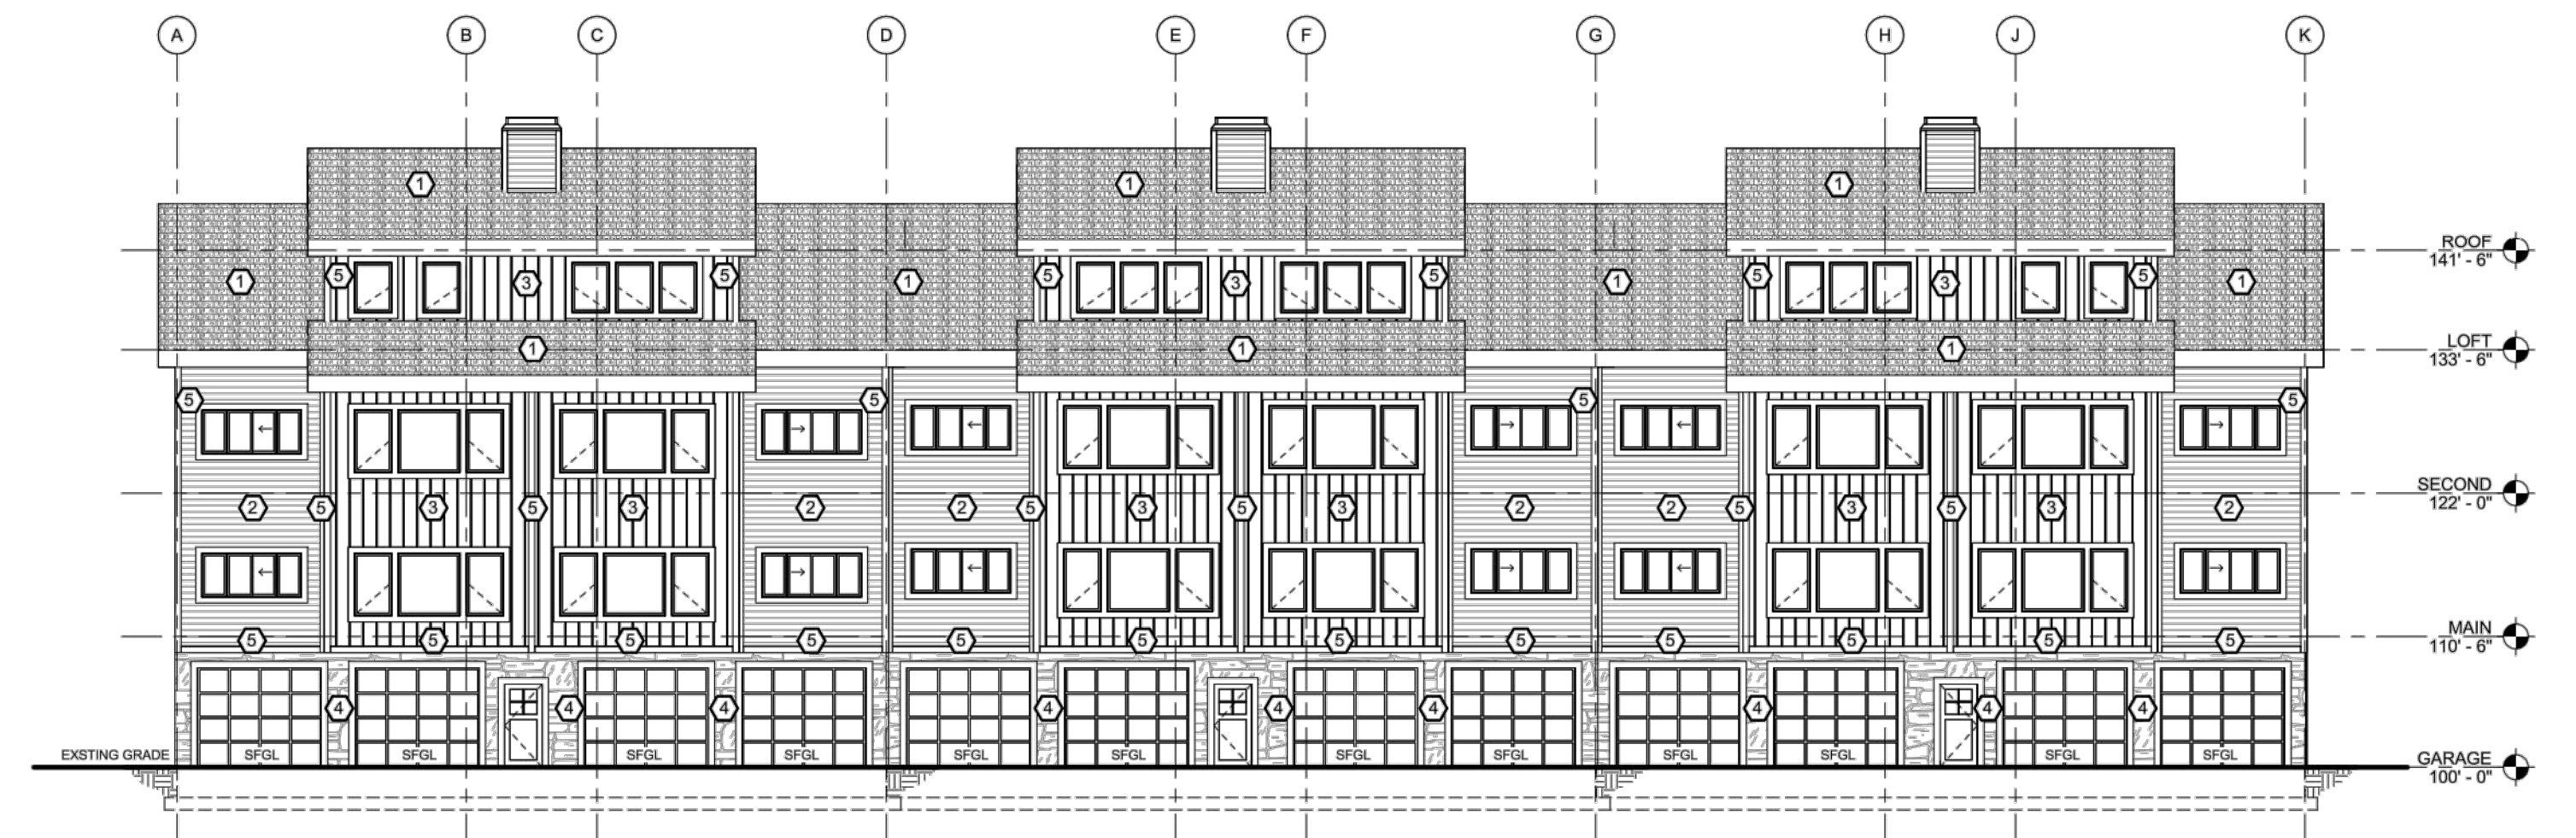 A B C D E F G H J K
1 1 1
ROOF
141' - 6"
5 5 5 5 5 5
1 3 1 3 1 3 1
1 1 1
LOFT
133' - 6"
5 5 5 5
SECOND
122' - 0"
2 5 3 5 3 2 2 5 3 5 3 2 2 5 3 5 3 2
MAIN
110' - 6"
5 5 5 5 5 5 5 5 5 5 5 5
4 4 4 4 4 4 4 4 4
EXSTING GRADE
SFGL SFGL SFGL SFGL SFGL SFGL SFGL SFGL SFGL SFGL SFGL SFGL
GARAGE
100' - 0"